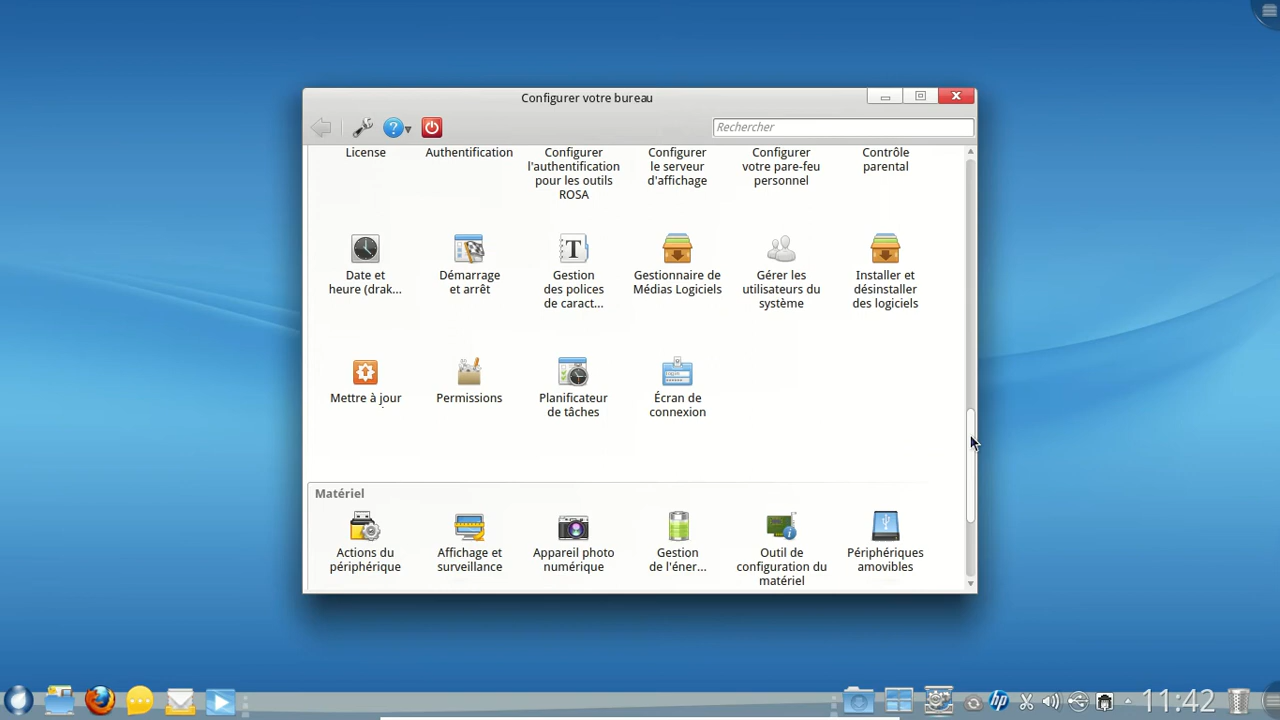 Configurer votre bureau
?
Rechercher
License
Authentification
Configurer
l'authentification
pour les outils
ROSA
Configurer
le serveur
d'affichage
Configurer
votre pare-feu
personnel
Contrôle
parental
Date et
heure (drak...
Démarrage
et arrêt
T
Gestion
des polices
de caract...
Gestionnaire de
Médias Logiciels
Gérer les
utilisateurs du
système
Installer et
désinstaller
des logiciels
Mettre à jour
Permissions
Planificateur
de tâches
Écran de
connexion
Matériel
Actions du
périphérique
Affichage et
surveillance
Appareil photo
numérique
Gestion
de l'éner...
Outil de
configuration du
matériel
Périphériques
amovibles
hp
11:42